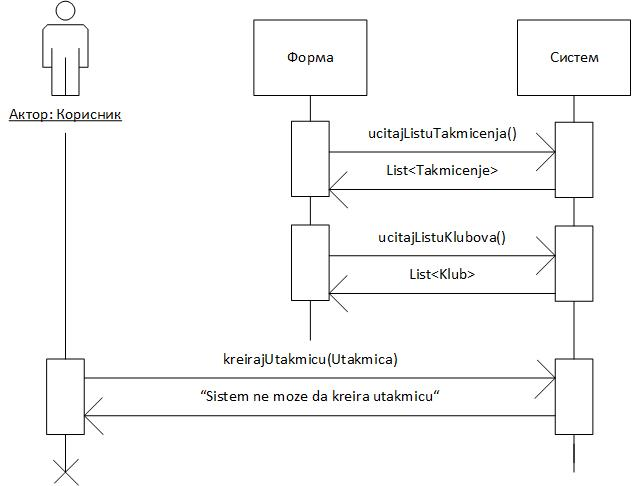 Форма
Систем
Актор: Корисник
ucitajListuTakmicenja()
List<Takmicenje>
ucitajListuKlubova()
List<Klub>
kreirajUtakmicu(Utakmica)
“Sistem ne moze da kreira utakmicu“